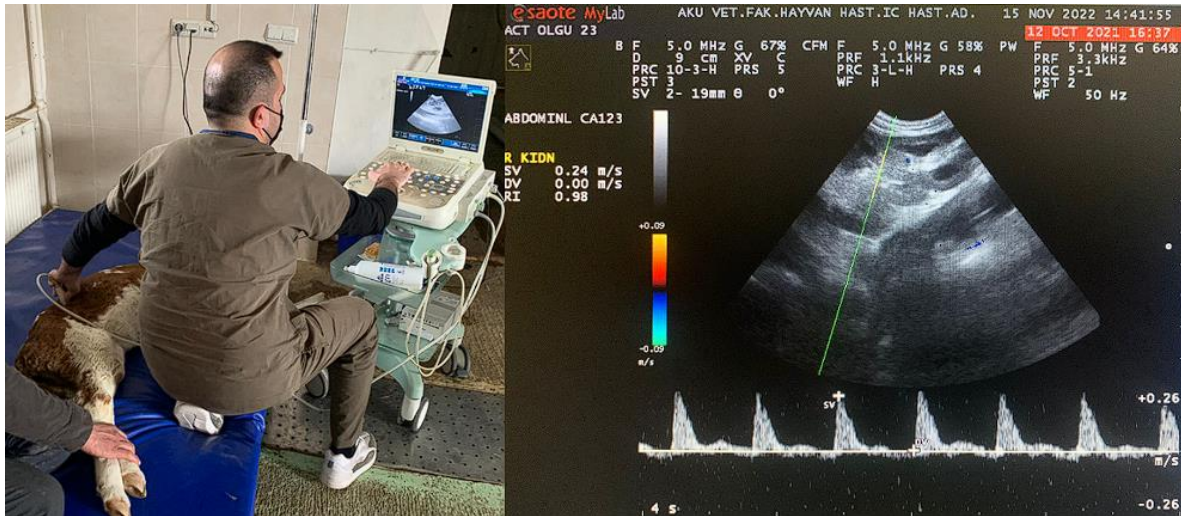 esaote MyLab
AKU VET.FAK.HAYVAN HAST.IC HAST.AD.
15 NOV 2022 14:41:55
ACT OLGU 23
12 OCT 2021 16:37
B F 5.0 MHz G 67% CFM F 5.0 MHz G 58% PW F 5.0 MHz G 64%
D 9 cm XV C PRF 1.1kHz PRF 3.3kHz
PRC 10-3-H PRS 5 PRC 3-L-H PRS 4 PRC 5-1
PST 3 WF H PST 2
SV 2- 19mm θ 0° WF 50 Hz
ABDOMINL CA123
R KIDN
SV 0.24 m/s
DV 0.00 m/s
RI 0.98
+0.09
-0.09
m/s
SV
+0.26
DV
m/s
4 s
-0.26